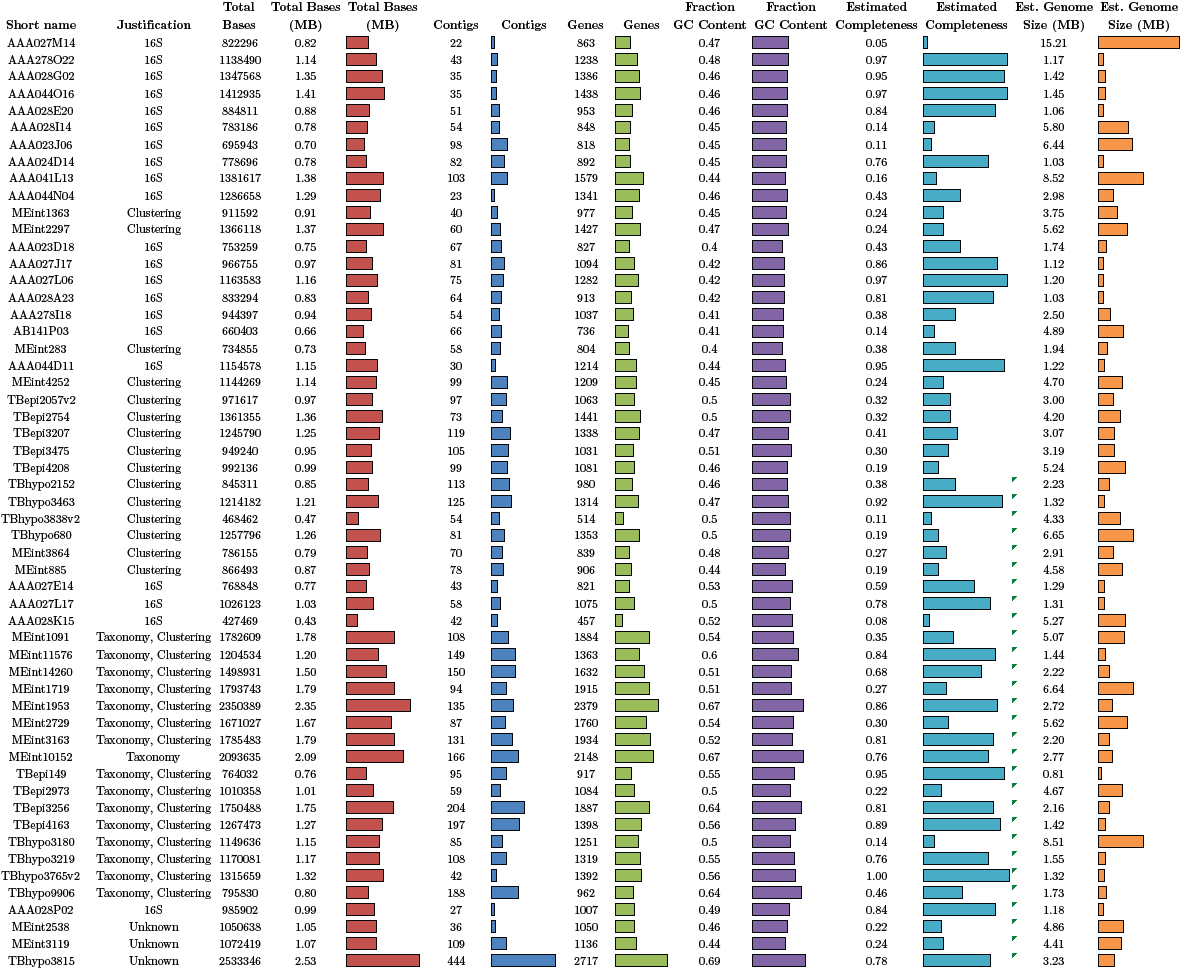 Total Total Bases Total Bases Fraction Fraction Estimated Estimated Est. Genome Est. Genome
Short name Justification Bases (MB) (MB) Contigs Contigs Genes Genes GC Content GC Content Completeness Completeness Size (MB) Size (MB)
AAA027M14 16S 822296 0.82 22 863 0.47 0.05 15.21
AAA278O22 16S 1138490 1.14 43 1238 0.48 0.97 1.17
AAA028G02 16S 1347568 1.35 35 1386 0.46 0.95 1.42
AAA044O16 16S 1412935 1.41 35 1438 0.46 0.97 1.45
AAA028E20 16S 884811 0.88 51 953 0.46 0.84 1.06
AAA028I14 16S 783186 0.78 54 848 0.45 0.14 5.80
AAA023J06 16S 695943 0.70 98 818 0.45 0.11 6.44
AAA024D14 16S 778696 0.78 82 892 0.45 0.76 1.03
AAA041L13 16S 1381617 1.38 103 1579 0.44 0.16 8.52
AAA044N04 16S 1286658 1.29 23 1341 0.46 0.43 2.98
MEint1363 Clustering 911592 0.91 40 977 0.45 0.24 3.75
MEint2297 Clustering 1366118 1.37 60 1427 0.47 0.24 5.62
AAA023D18 16S 753259 0.75 67 827 0.4 0.43 1.74
AAA027J17 16S 966755 0.97 81 1094 0.42 0.86 1.12
AAA027L06 16S 1163583 1.16 75 1282 0.42 0.97 1.20
AAA028A23 16S 833294 0.83 64 913 0.42 0.81 1.03
AAA278I18 16S 944397 0.94 54 1037 0.41 0.38 2.50
AB141P03 16S 660403 0.66 66 736 0.41 0.14 4.89
MEint283 Clustering 734855 0.73 58 804 0.4 0.38 1.94
AAA044D11 16S 1154578 1.15 30 1214 0.44 0.95 1.22
MEint4252 Clustering 1144269 1.14 99 1209 0.45 0.24 4.70
TBepi2057v2 Clustering 971617 0.97 97 1063 0.5 0.32 3.00
TBepi2754 Clustering 1361355 1.36 73 1441 0.5 0.32 4.20
TBepi3207 Clustering 1245790 1.25 119 1338 0.47 0.41 3.07
TBepi3475 Clustering 949240 0.95 105 1031 0.51 0.30 3.19
TBepi4208 Clustering 992136 0.99 99 1081 0.46 0.19 5.24
TBhypo2152 Clustering 845311 0.85 113 980 0.46 0.38 2.23
TBhypo3463 Clustering 1214182 1.21 125 1314 0.47 0.92 1.32
TBhypo3838v2 Clustering 468462 0.47 54 514 0.5 0.11 4.33
TBhypo680 Clustering 1257796 1.26 81 1353 0.5 0.19 6.65
MEint3864 Clustering 786155 0.79 70 839 0.48 0.27 2.91
MEint885 Clustering 866493 0.87 78 906 0.44 0.19 4.58
AAA027E14 16S 768848 0.77 43 821 0.53 0.59 1.29
AAA027L17 16S 1026123 1.03 58 1075 0.5 0.78 1.31
AAA028K15 16S 427469 0.43 42 457 0.52 0.08 5.27
MEint1091 Taxonomy, Clustering 1782609 1.78 108 1884 0.54 0.35 5.07
MEint11576 Taxonomy, Clustering 1204534 1.20 149 1363 0.6 0.84 1.44
MEint14260 Taxonomy, Clustering 1498931 1.50 150 1632 0.51 0.68 2.22
MEint1719 Taxonomy, Clustering 1793743 1.79 94 1915 0.51 0.27 6.64
MEint1953 Taxonomy, Clustering 2350389 2.35 135 2379 0.67 0.86 2.72
MEint2729 Taxonomy, Clustering 1671027 1.67 87 1760 0.54 0.30 5.62
MEint3163 Taxonomy, Clustering 1785483 1.79 131 1934 0.52 0.81 2.20
MEint10152 Taxonomy 2093635 2.09 166 2148 0.67 0.76 2.77
TBepi149 Taxonomy, Clustering 764032 0.76 95 917 0.55 0.95 0.81
TBepi2973 Taxonomy, Clustering 1010358 1.01 59 1084 0.5 0.22 4.67
TBepi3256 Taxonomy, Clustering 1750488 1.75 204 1887 0.64 0.81 2.16
TBepi4163 Taxonomy, Clustering 1267473 1.27 197 1398 0.56 0.89 1.42
TBhypo3180 Taxonomy, Clustering 1149636 1.15 85 1251 0.5 0.14 8.51
TBhypo3219 Taxonomy, Clustering 1170081 1.17 108 1319 0.55 0.76 1.55
TBhypo3765v2 Taxonomy, Clustering 1315659 1.32 42 1392 0.56 1.00 1.32
TBhypo9906 Taxonomy, Clustering 795830 0.80 188 962 0.64 0.46 1.73
AAA028P02 16S 985902 0.99 27 1007 0.49 0.84 1.18
MEint2538 Unknown 1050638 1.05 36 1050 0.46 0.22 4.86
MEint3119 Unknown 1072419 1.07 109 1136 0.44 0.24 4.41
TBhypo3815 Unknown 2533346 2.53 444 2717 0.69 0.78 3.23